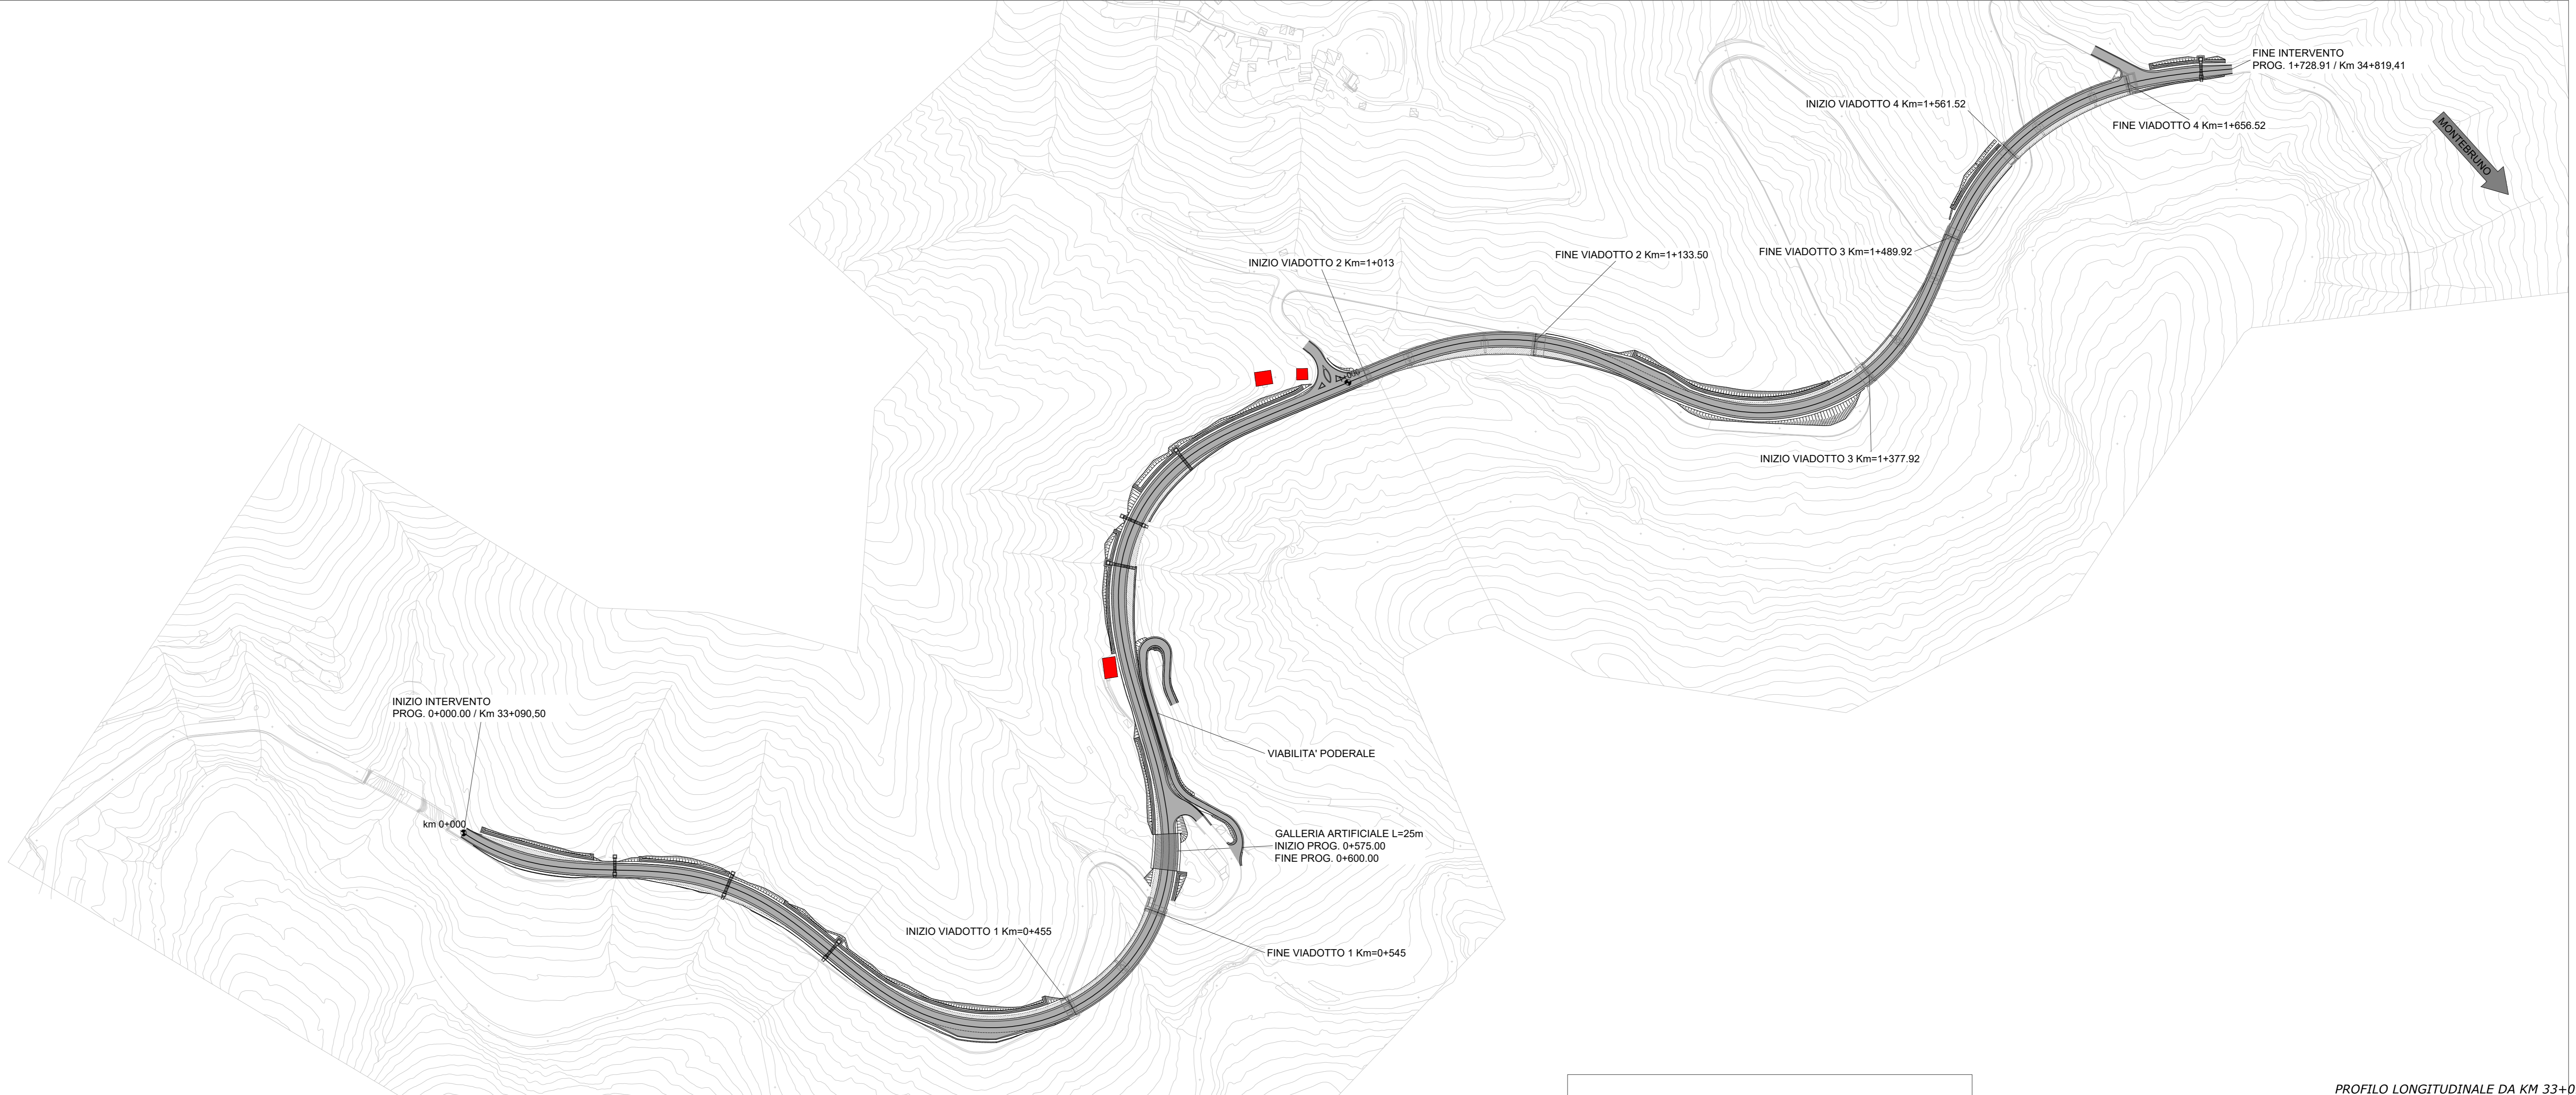 FINE INTERVENTO
PROG. 1+728.91 / Km 34+819,41
INIZIO VIADOTTO 4 Km=1+561.52
FINE VIADOTTO 4 Km=1+656.52
MONTEBRUNO
FINE VIADOTTO 3 Km=1+489.92
FINE VIADOTTO 2 Km=1+133.50
INIZIO VIADOTTO 2 Km=1+013
INIZIO VIADOTTO 3 Km=1+377.92
INIZIO INTERVENTO
PROG. 0+000.00 / Km 33+090,50
VIABILITA' PODERALE
km 0+000
GALLERIA ARTIFICIALE L=25m
INIZIO PROG. 0+575.00
FINE PROG. 0+600.00
INIZIO VIADOTTO 1 Km=0+455
FINE VIADOTTO 1 Km=0+545
PROFILO LONGITUDINALE DA KM 33+0